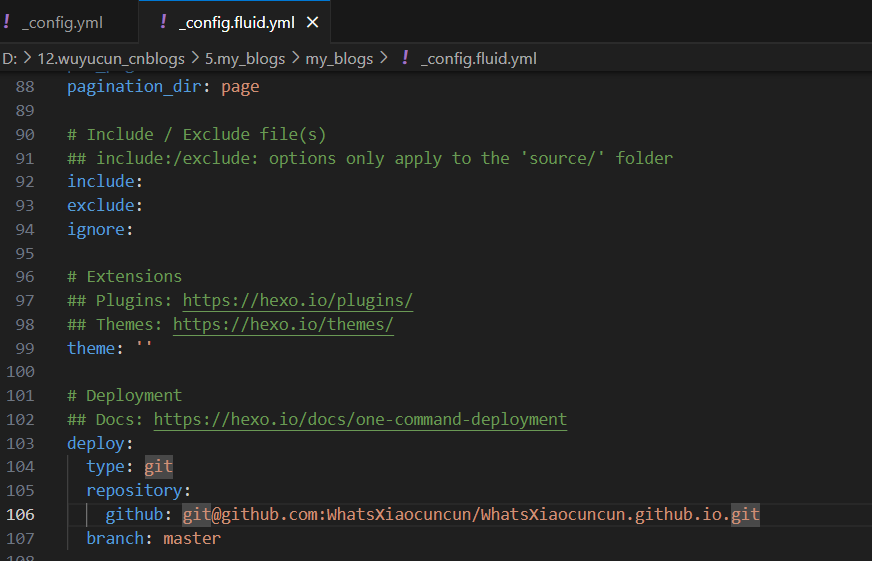 ! _config.yml ! _config.fluid.yml ×
D: > 12.wuyucun_cnblogs > 5.my_blogs > my_blogs > ! _config.fluid.yml
88 pagination_dir: page
89
90 # Include / Exclude file(s)
91 ## include:/exclude: options only apply to the 'source/' folder
92 include:
93 exclude:
94 ignore:
95
96 # Extensions
97 ## Plugins: https://hexo.io/plugins/
98 ## Themes: https://hexo.io/themes/
99 theme: ''
100
101 # Deployment
102 ## Docs: https://hexo.io/docs/one-command-deployment
103 deploy:
104   type: git
105   repository:
106     github: git@github.com:WhatsXiaocuncun/WhatsXiaocuncun.github.io.git
107   branch: master
108